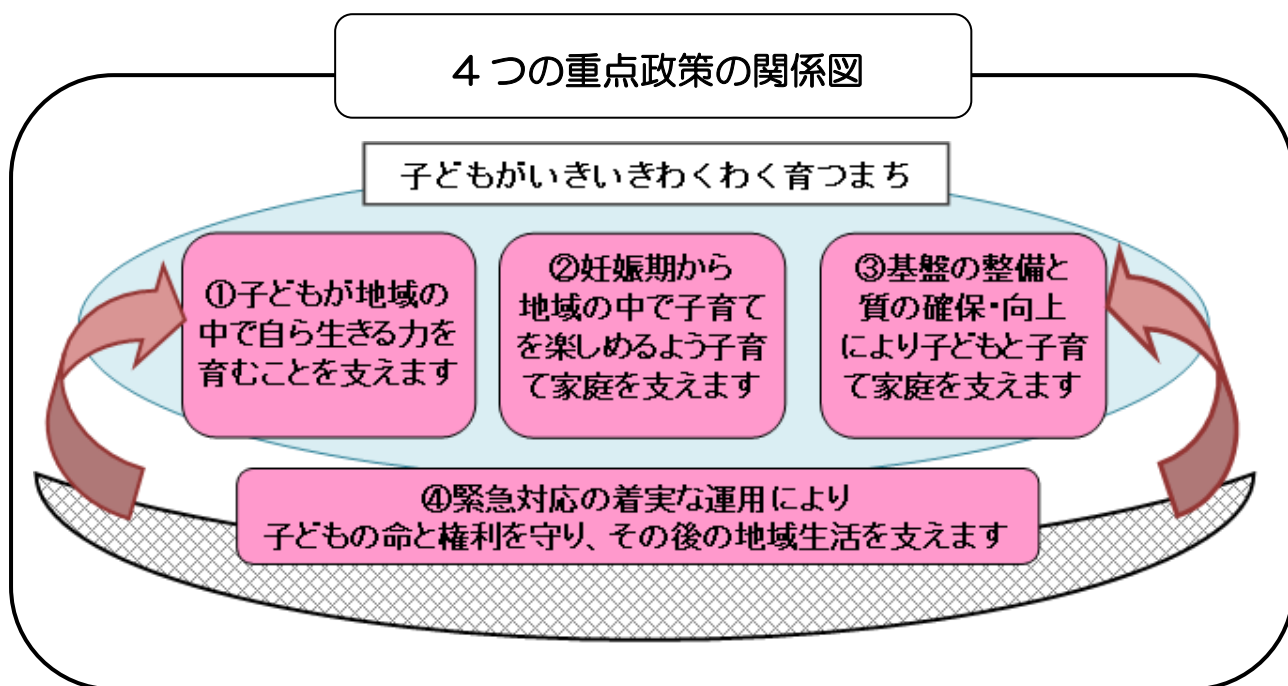 4つの重点政策の関係図
子どもがいきいきわくわく育つまち
①子どもが地域の
中で自ら生きる力を
育むことを支えます
②妊娠期から
地域の中で子育て
を楽しめるよう子育
て家庭を支えます
③基盤の整備と
質の確保・向上
により子どもと子育
て家庭を支えます
④緊急対応の着実な運用により
子どもの命と権利を守り、その後の地域生活を支えます